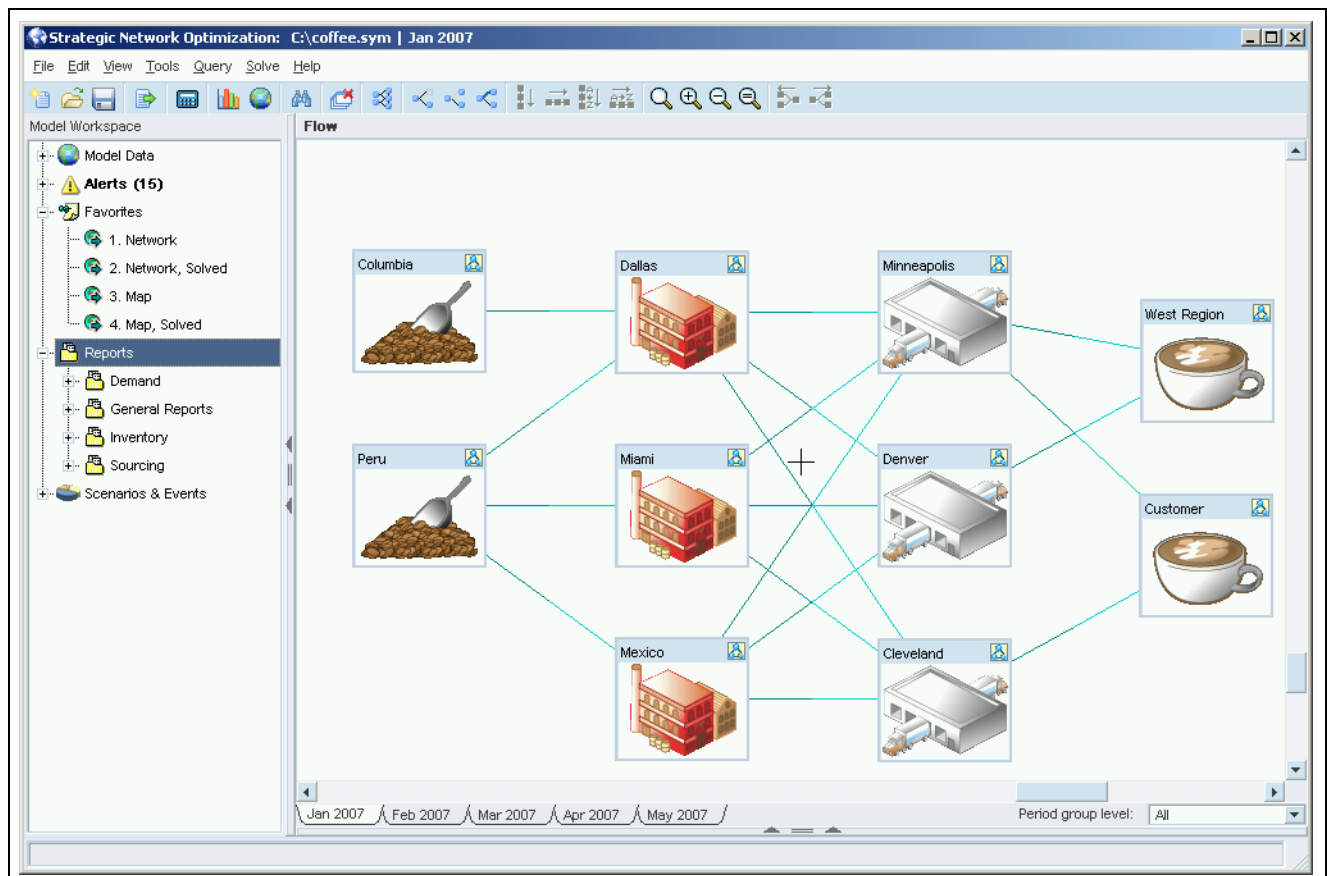 Strategic Network Optimization: C:\coffee.sym | Jan 2007
File Edit View Tools Query Solve Help
Model Workspace
Flow
Model Data
Alerts (15)
Favorites
1. Network
2. Network, Solved
3. Map
4. Map, Solved
Reports
Demand
General Reports
Inventory
Sourcing
Scenarios & Events
Columbia
Dallas
Minneapolis
West Region
Peru
Miami
Denver
Customer
Mexico
Cleveland
Jan 2007 Feb 2007 Mar 2007 Apr 2007 May 2007
Period group level: All